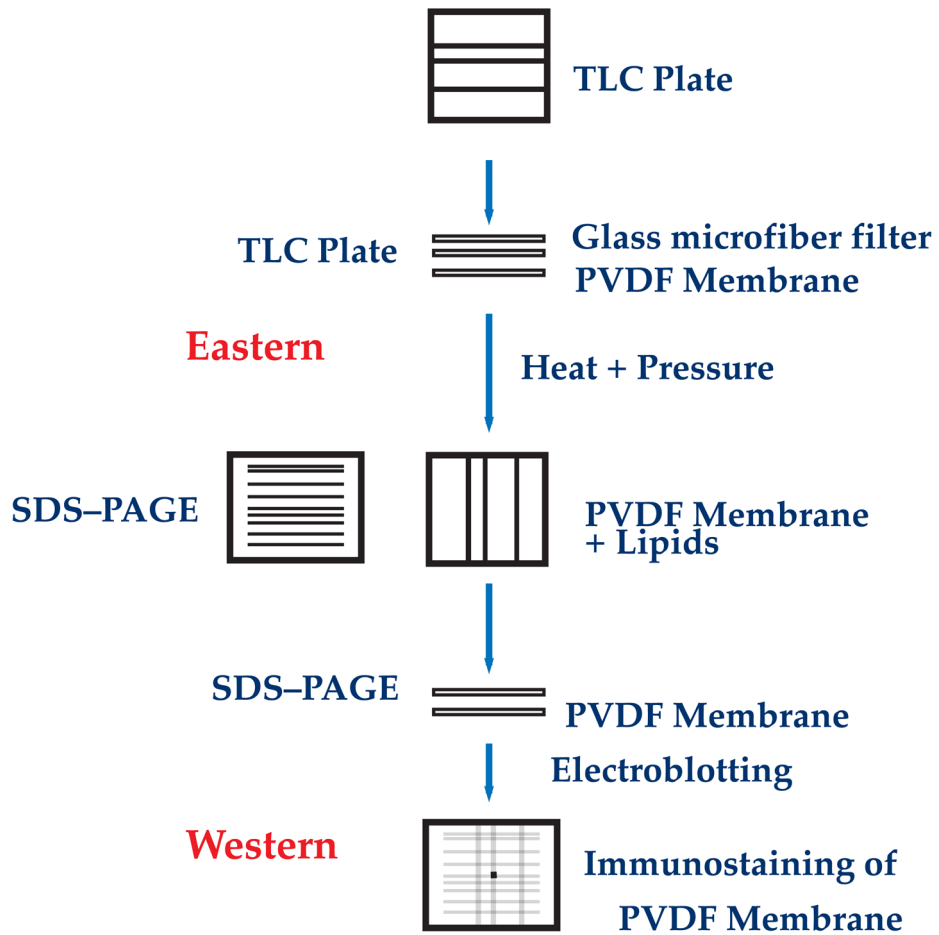 TLC Plate
TLC Plate
Glass microfiber filter
PVDF Membrane
Eastern
Heat + Pressure
SDS–PAGE
PVDF Membrane
+ Lipids
SDS–PAGE
PVDF Membrane
Electroblotting
Western
Immunostaining of
PVDF Membrane